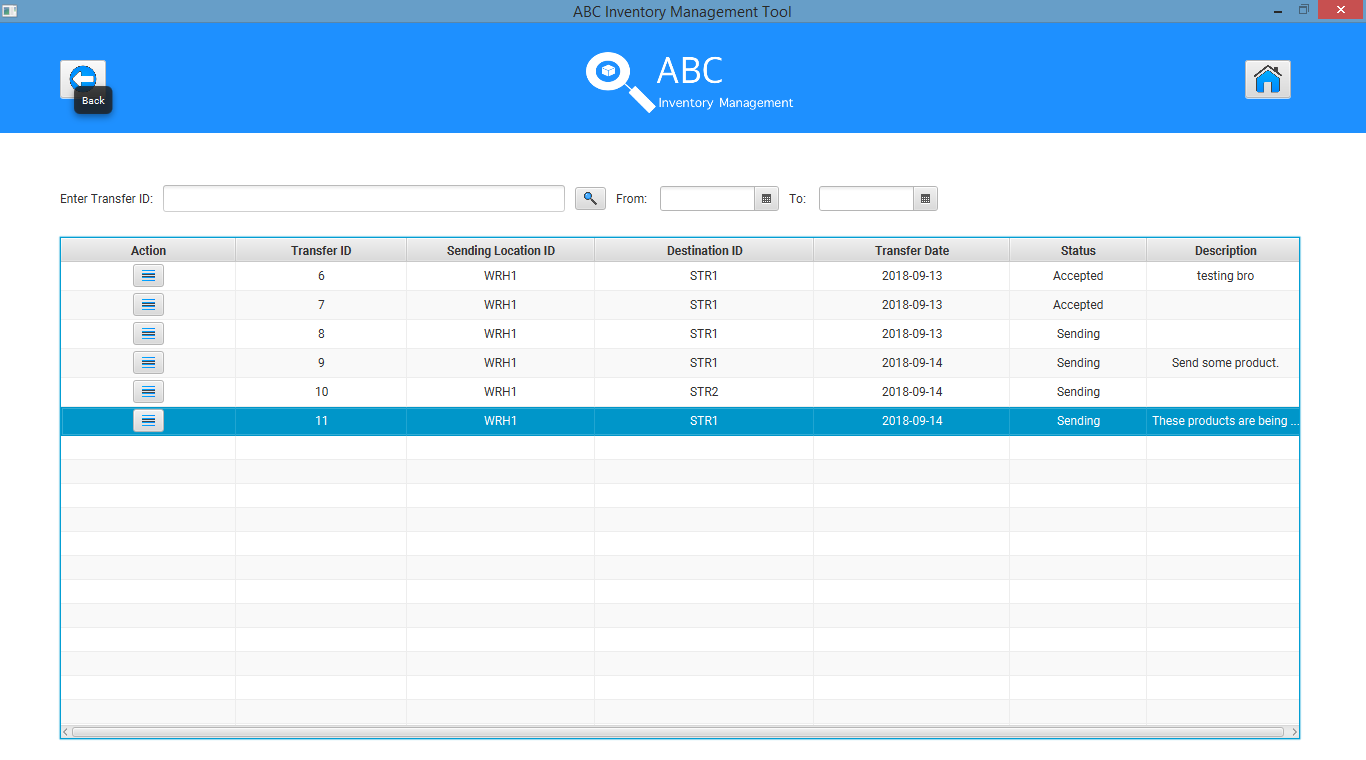 ABC Inventory Management Tool
ABC
Inventory Management
Back
Enter Transfer ID: From: To:
Action Transfer ID Sending Location ID Destination ID Transfer Date Status Description
6 WRH1 STR1 2018-09-13 Accepted testing bro
7 WRH1 STR1 2018-09-13 Accepted
8 WRH1 STR1 2018-09-13 Sending
9 WRH1 STR1 2018-09-14 Sending Send some product.
10 WRH1 STR2 2018-09-14 Sending
11 WRH1 STR1 2018-09-14 Sending These products are being ...